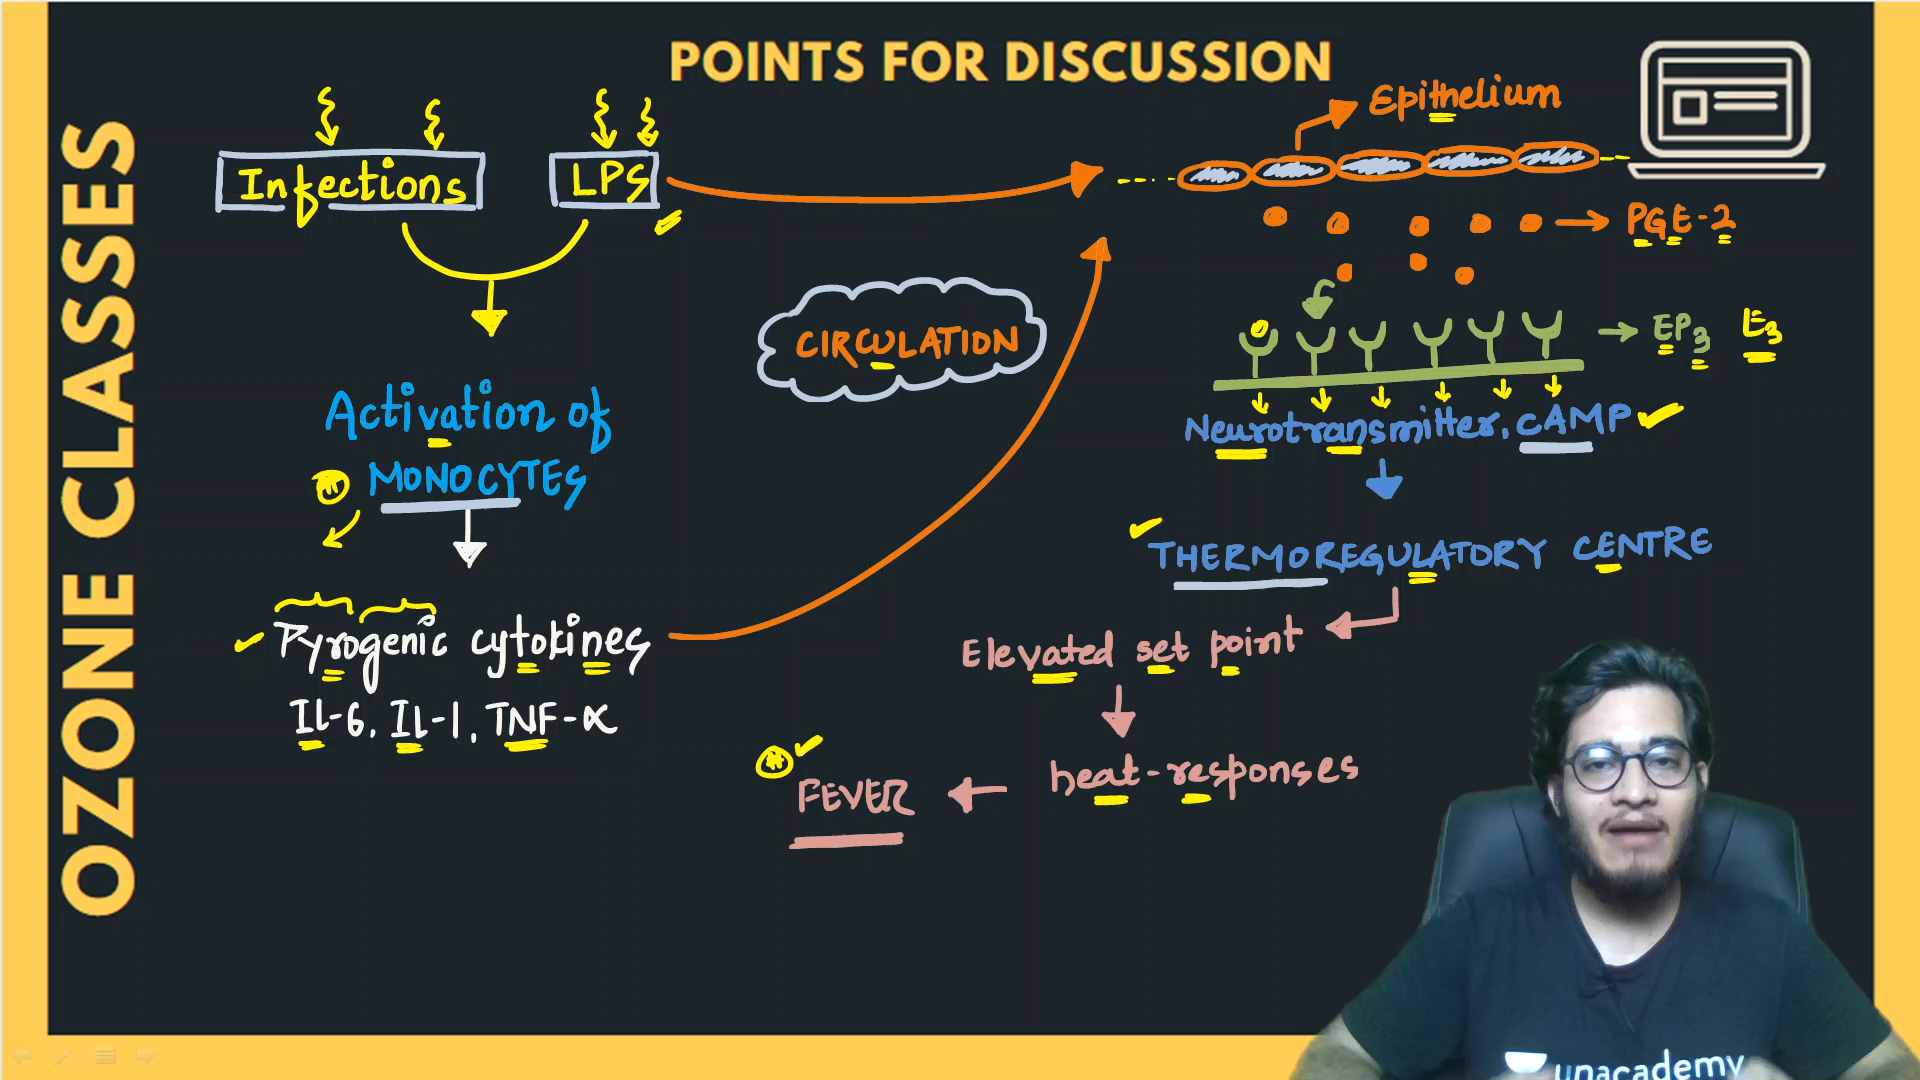 POINTS FOR DISCUSSION
OZONE CLASSES
Infections
LPS
Activation of
MONOCYTES
Pyrogenic cytokines
IL-6, IL-1, TNF-α
CIRCULATION
Epithelium
PGE-2
EP3 E3
Neurotransmitter, cAMP
THERMOREGULATORY CENTRE
Elevated set point
heat-responses
FEVER
unacademy